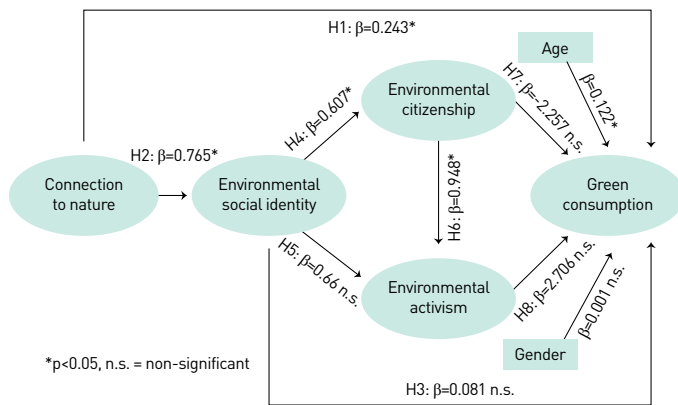 H1: β=0.243*
Age
H7: β=-2.257 n.s.
β=0.122*
Environmental
citizenship
H4: β=0.607*
H2: β=0.765*
Connection
to nature
Environmental
social identity
H6: β=0.948*
Green
consumption
H5: β=0.66 n.s.
Environmental
activism
H8: β=2.706 n.s.
β=0.001 n.s.
Gender
*p<0.05, n.s. = non-significant
H3: β=0.081 n.s.